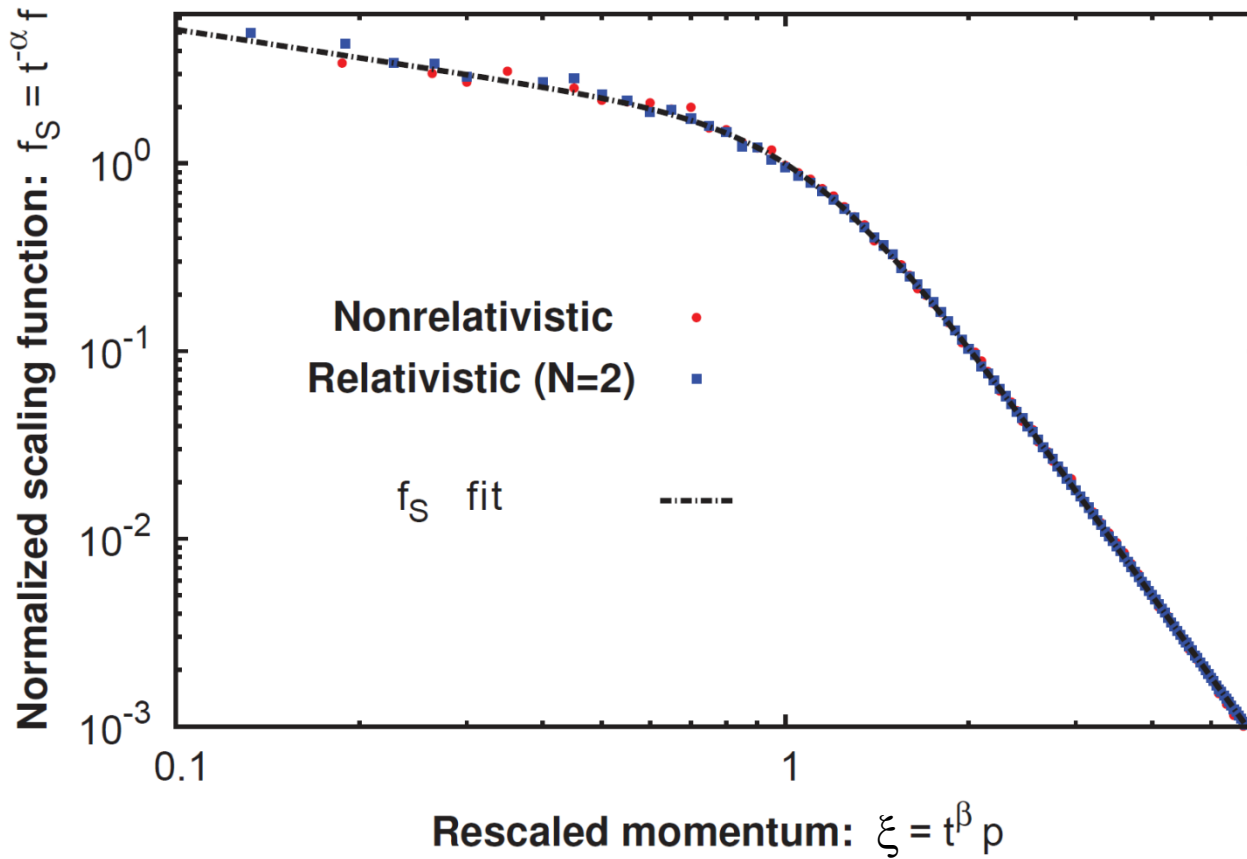 Normalized scaling function: f_S = t^{-α} f
10^0
10^{-1}
10^{-2}
10^{-3}
Nonrelativistic
Relativistic (N=2)
f_S fit
0.1
1
Rescaled momentum: ξ = t^β p